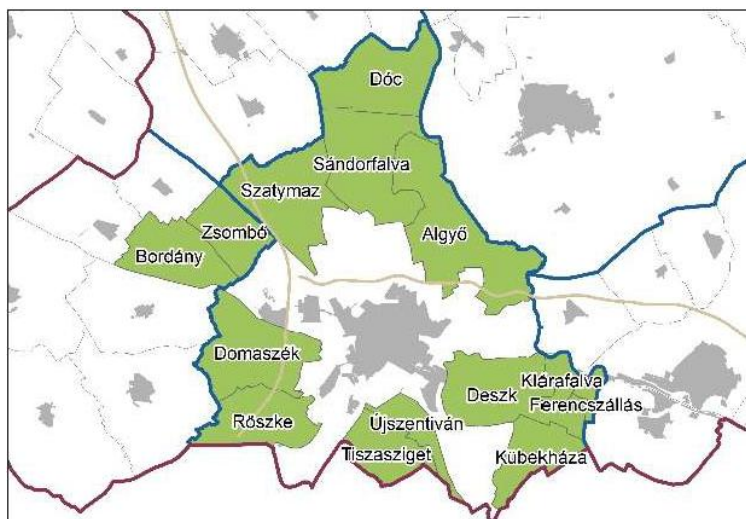 Dóc
Sándorfalva
Szatymaz
Zsombó
Algyő
Bordány
Domaszék
Klárafalva
Deszk
Ferencszállás
Röszke
Újszentiván
Tiszasziget
Kübekháza